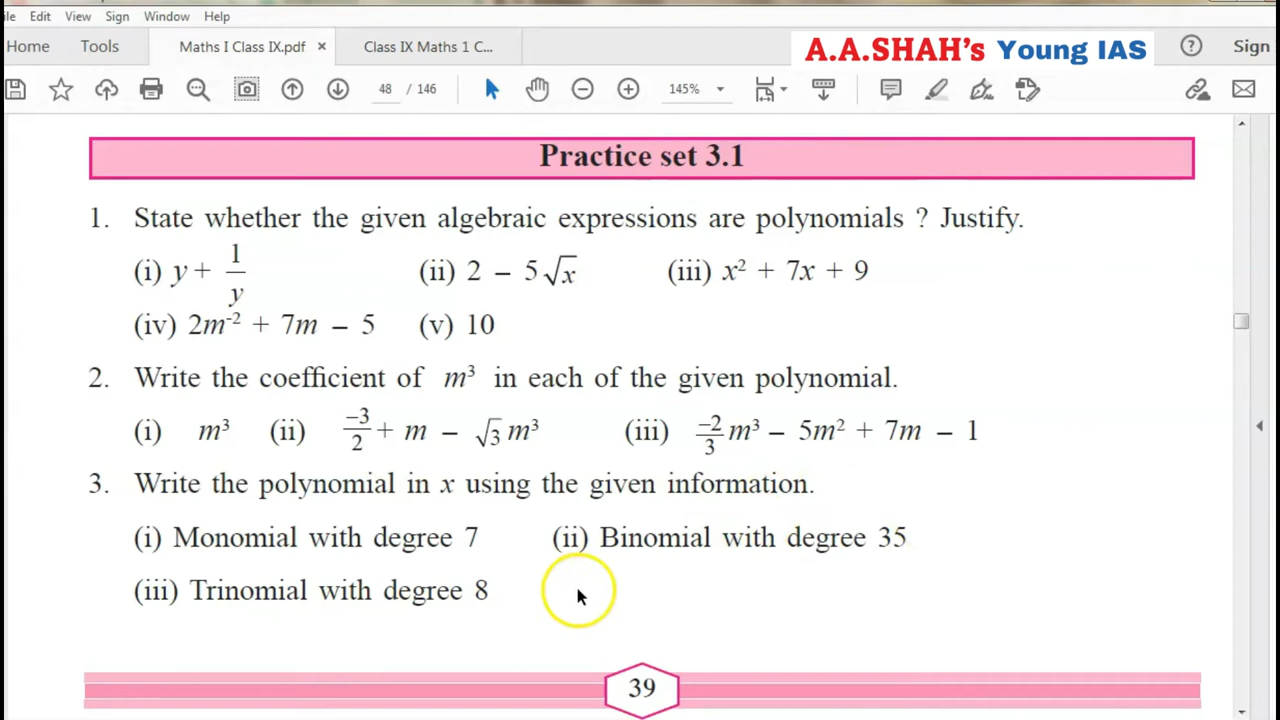 ile Edit View Sign Window Help
Home Tools Maths I Class IX.pdf × Class IX Maths 1 C... A.A.SHAH's Young IAS ? Sign
48 / 146 145%
Practice set 3.1
1. State whether the given algebraic expressions are polynomials ? Justify.
(i) y + 1/y (ii) 2 – 5√x (iii) x² + 7x + 9
(iv) 2m⁻² + 7m – 5 (v) 10
2. Write the coefficient of m³ in each of the given polynomial.
(i) m³ (ii) –3/2 + m – √3 m³ (iii) –2/3 m³ – 5m² + 7m – 1
3. Write the polynomial in x using the given information.
(i) Monomial with degree 7 (ii) Binomial with degree 35
(iii) Trinomial with degree 8
39